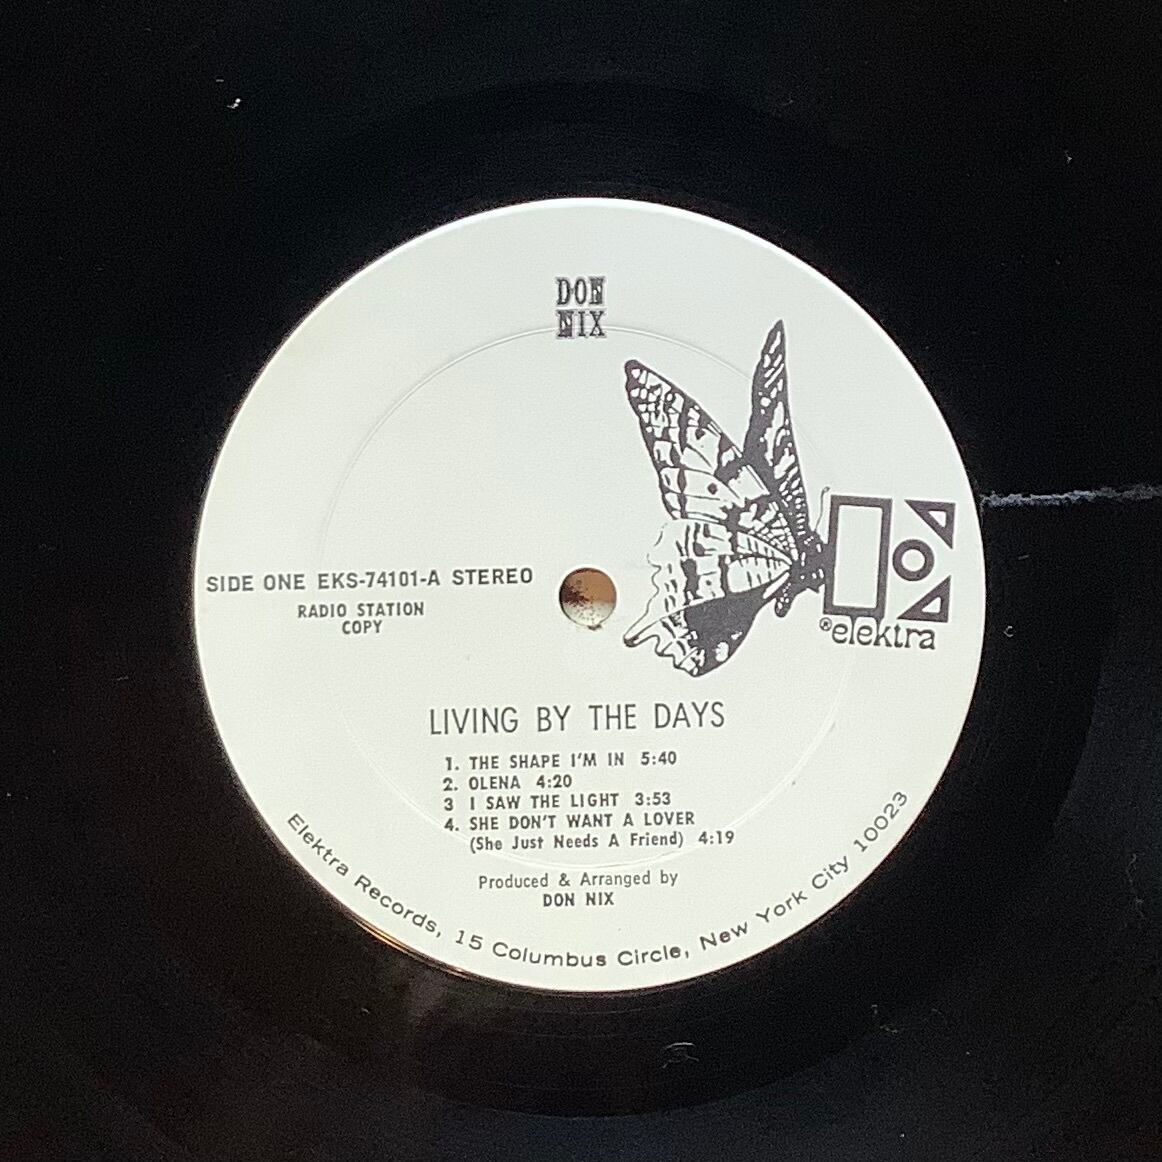 DON
NIX
SIDE ONE EKS-74101-A STEREO
RADIO STATION
COPY
®elektra
LIVING BY THE DAYS
1. THE SHAPE I'M IN 5:40
2. OLENA 4:20
3 I SAW THE LIGHT 3:53
4. SHE DON'T WANT A LOVER
(She Just Needs A Friend) 4:19
Produced & Arranged by
DON NIX
Elektra Records, 15 Columbus Circle, New York City 10023